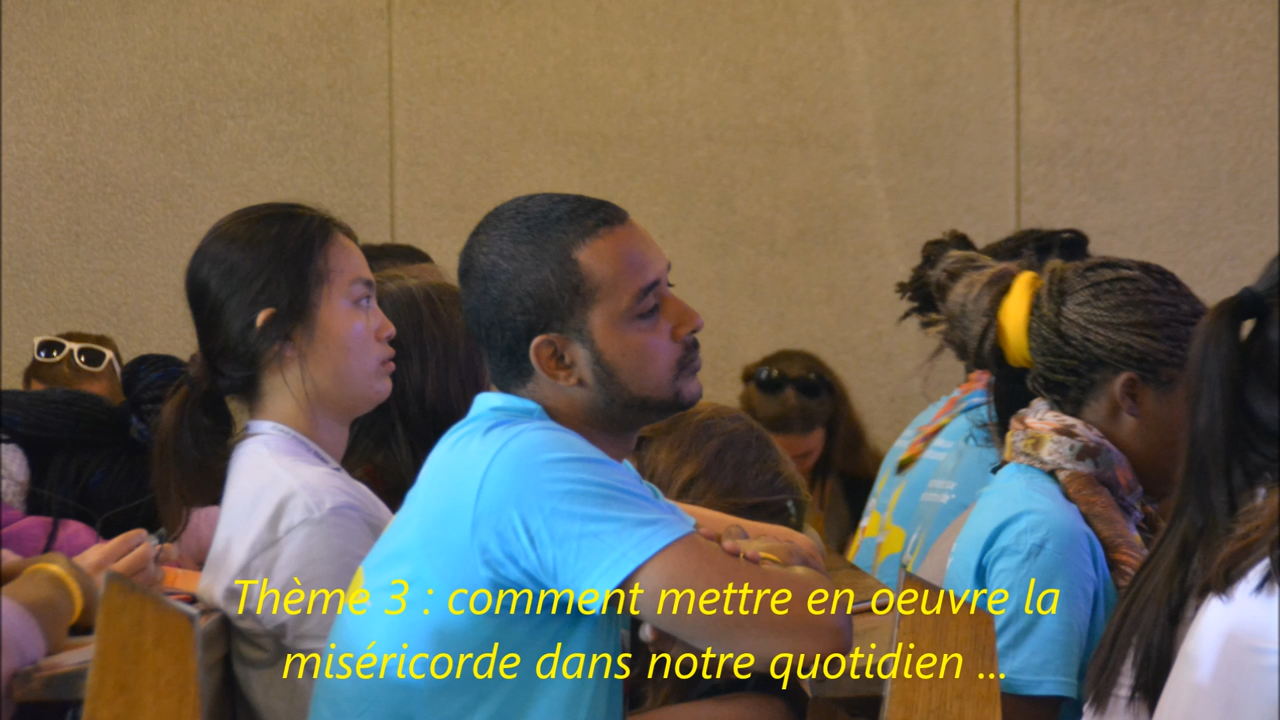 Thème 3 : comment mettre en oeuvre la
miséricorde dans notre quotidien ...